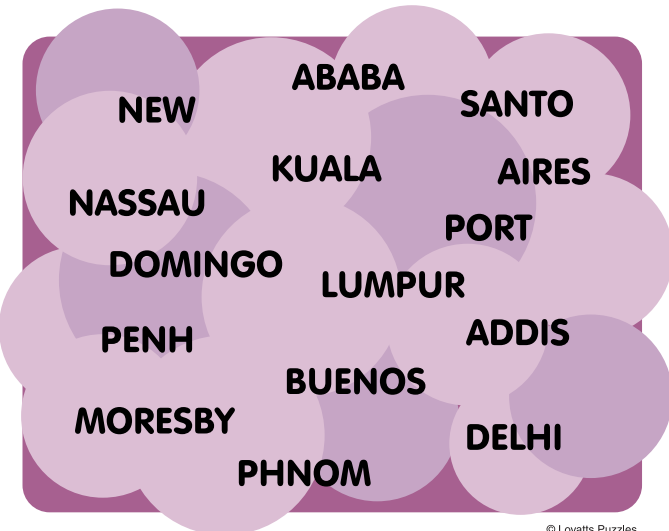 ABABA
SANTO
NEW
KUALA
AIRES
NASSAU
PORT
DOMINGO
LUMPUR
ADDIS
PENH
BUENOS
MORESBY
DELHI
PHNOM
© Lovatts Puzzles